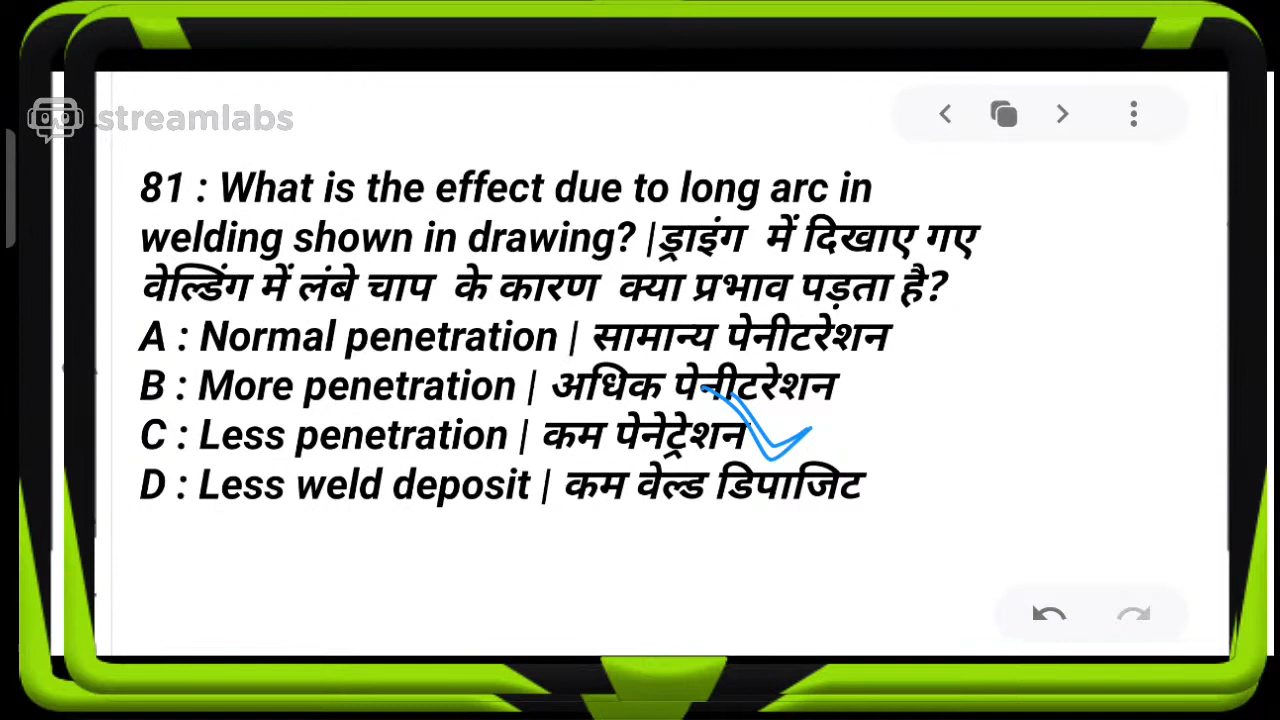 streamlabs
81 : What is the effect due to long arc in
welding shown in drawing? |ड्राइंग में दिखाए गए
वेल्डिंग में लंबे चाप के कारण क्या प्रभाव पड़ता है?
A : Normal penetration | सामान्य पेनीटरेशन
B : More penetration | अधिक पेनीटरेशन
C : Less penetration | कम पेनेट्रेशन
D : Less weld deposit | कम वेल्ड डिपाजिट